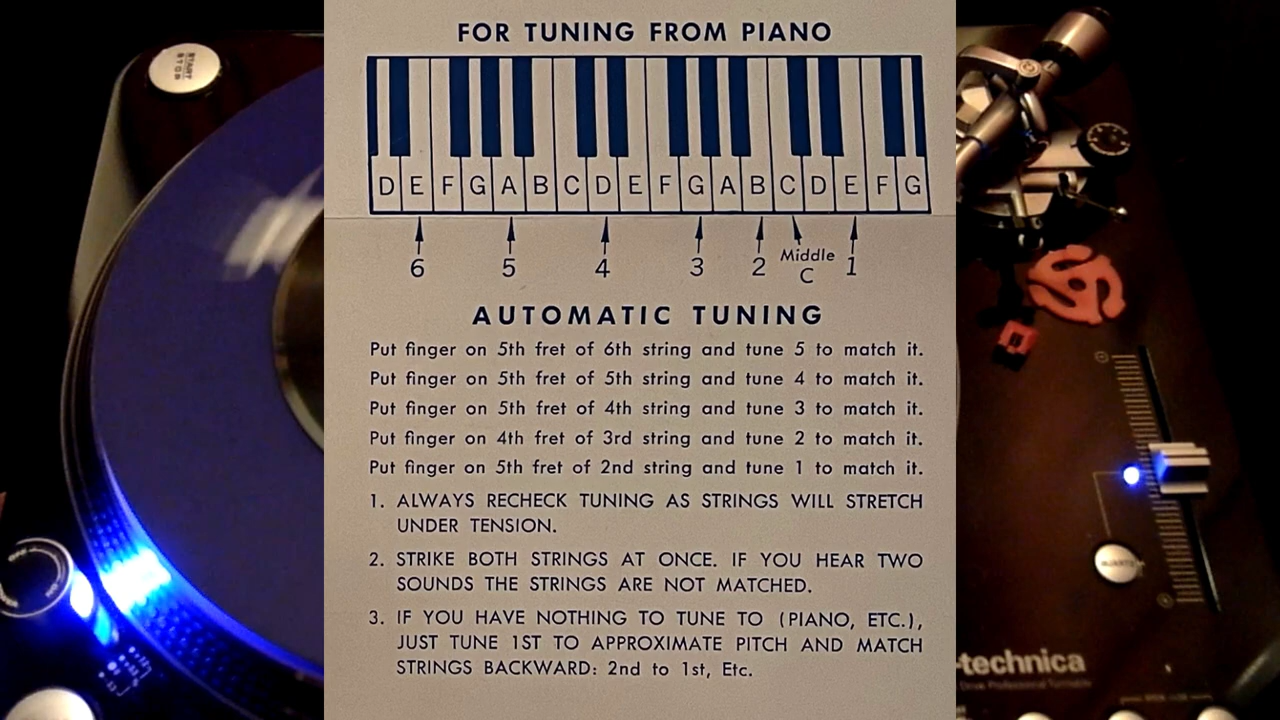 START
STOP
FOR TUNING FROM PIANO
D E F G A B C D E F G A B C D E F G
6 5 4 3 2 Middle C 1
AUTOMATIC TUNING
Put finger on 5th fret of 6th string and tune 5 to match it.
Put finger on 5th fret of 5th string and tune 4 to match it.
Put finger on 5th fret of 4th string and tune 3 to match it.
Put finger on 4th fret of 3rd string and tune 2 to match it.
Put finger on 5th fret of 2nd string and tune 1 to match it.
1. ALWAYS RECHECK TUNING AS STRINGS WILL STRETCH
UNDER TENSION.
2. STRIKE BOTH STRINGS AT ONCE. IF YOU HEAR TWO
SOUNDS THE STRINGS ARE NOT MATCHED.
3. IF YOU HAVE NOTHING TO TUNE TO (PIANO, ETC.),
JUST TUNE 1ST TO APPROXIMATE PITCH AND MATCH
STRINGS BACKWARD: 2nd to 1st, Etc.
-technica
Drive Professional Turntable